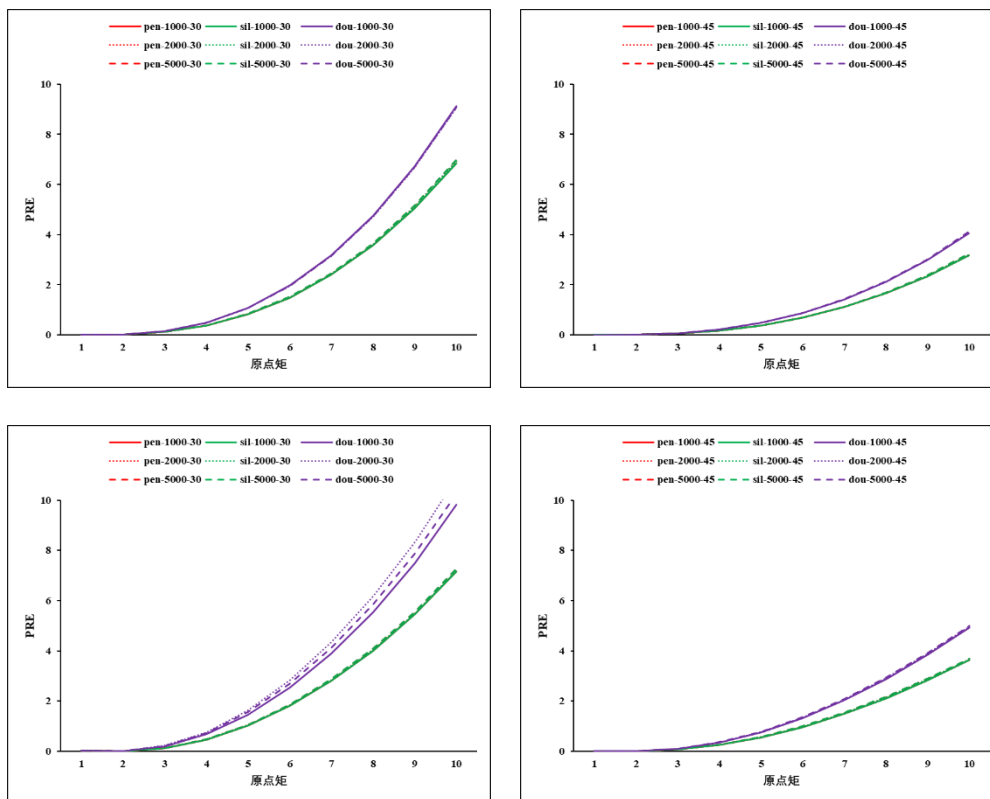 pen-1000-30 sil-1000-30 dou-1000-30
pen-2000-30 sil-2000-30 dou-2000-30
pen-5000-30 sil-5000-30 dou-5000-30
10
8
6
4
2
0
PRE
1 2 3 4 5 6 7 8 9 10
原点矩
pen-1000-45 sil-1000-45 dou-1000-45
pen-2000-45 sil-2000-45 dou-2000-45
pen-5000-45 sil-5000-45 dou-5000-45
10
8
6
4
2
0
PRE
1 2 3 4 5 6 7 8 9 10
原点矩
pen-1000-30 sil-1000-30 dou-1000-30
pen-2000-30 sil-2000-30 dou-2000-30
pen-5000-30 sil-5000-30 dou-5000-30
10
8
6
4
2
0
PRE
1 2 3 4 5 6 7 8 9 10
原点矩
pen-1000-45 sil-1000-45 dou-1000-45
pen-2000-45 sil-2000-45 dou-2000-45
pen-5000-45 sil-5000-45 dou-5000-45
10
8
6
4
2
0
PRE
1 2 3 4 5 6 7 8 9 10
原点矩